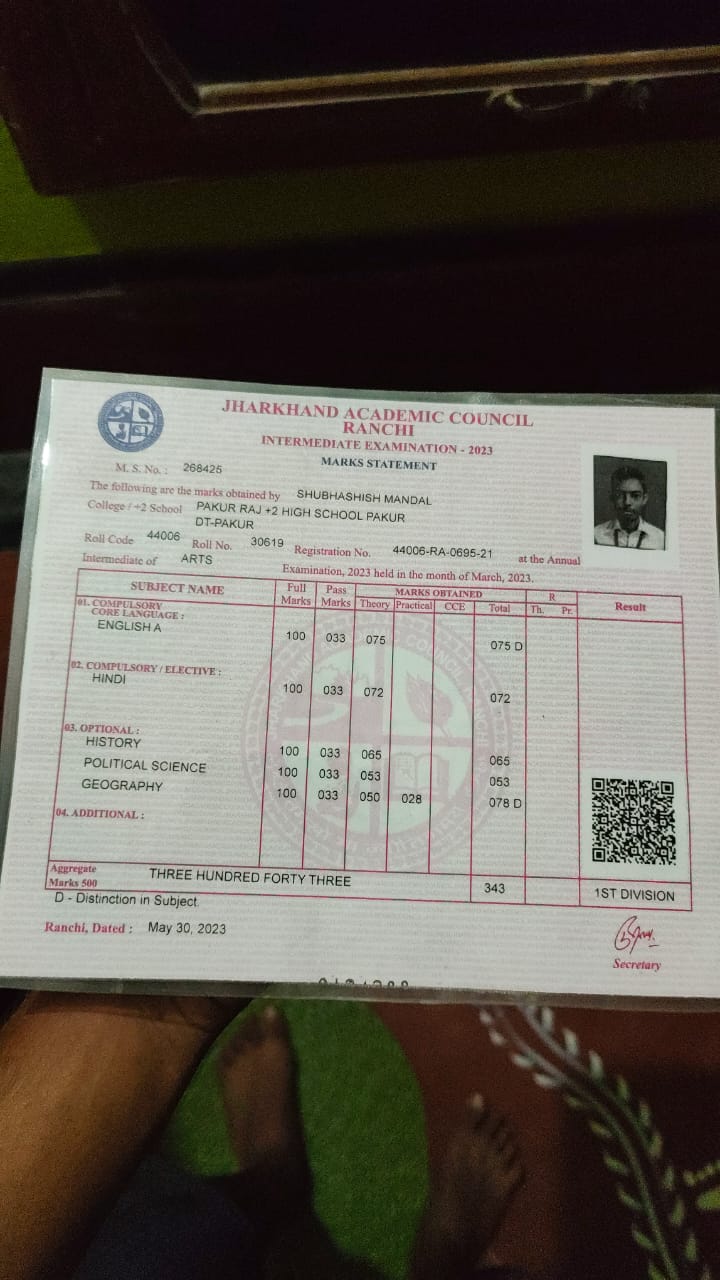 JHARKHAND ACADEMIC COUNCIL
RANCHI
INTERMEDIATE EXAMINATION - 2023
MARKS STATEMENT
M. S. No. : 268425
The following are the marks obtained by SHUBHASHISH MANDAL
College / +2 School PAKUR RAJ +2 HIGH SCHOOL PAKUR
DT-PAKUR
Roll Code 44006 Roll No. 30619 Registration No. 44006-RA-0695-21 at the Annual
Intermediate of ARTS Examination, 2023 held in the month of March, 2023.
SUBJECT NAME Full Marks Pass Marks MARKS OBTAINED R Result
Theory Practical CCE Total Th. Pr.
01. COMPULSORY
CORE LANGUAGE :
ENGLISH A 100 033 075 075 D
02. COMPULSORY / ELECTIVE :
HINDI 100 033 072 072
03. OPTIONAL :
HISTORY 100 033 065 065
POLITICAL SCIENCE 100 033 053 053
GEOGRAPHY 100 033 050 028 078 D
04. ADDITIONAL :
Aggregate
Marks 500 THREE HUNDRED FORTY THREE 343 1ST DIVISION
D - Distinction in Subject.
Ranchi, Dated : May 30, 2023
Secretary